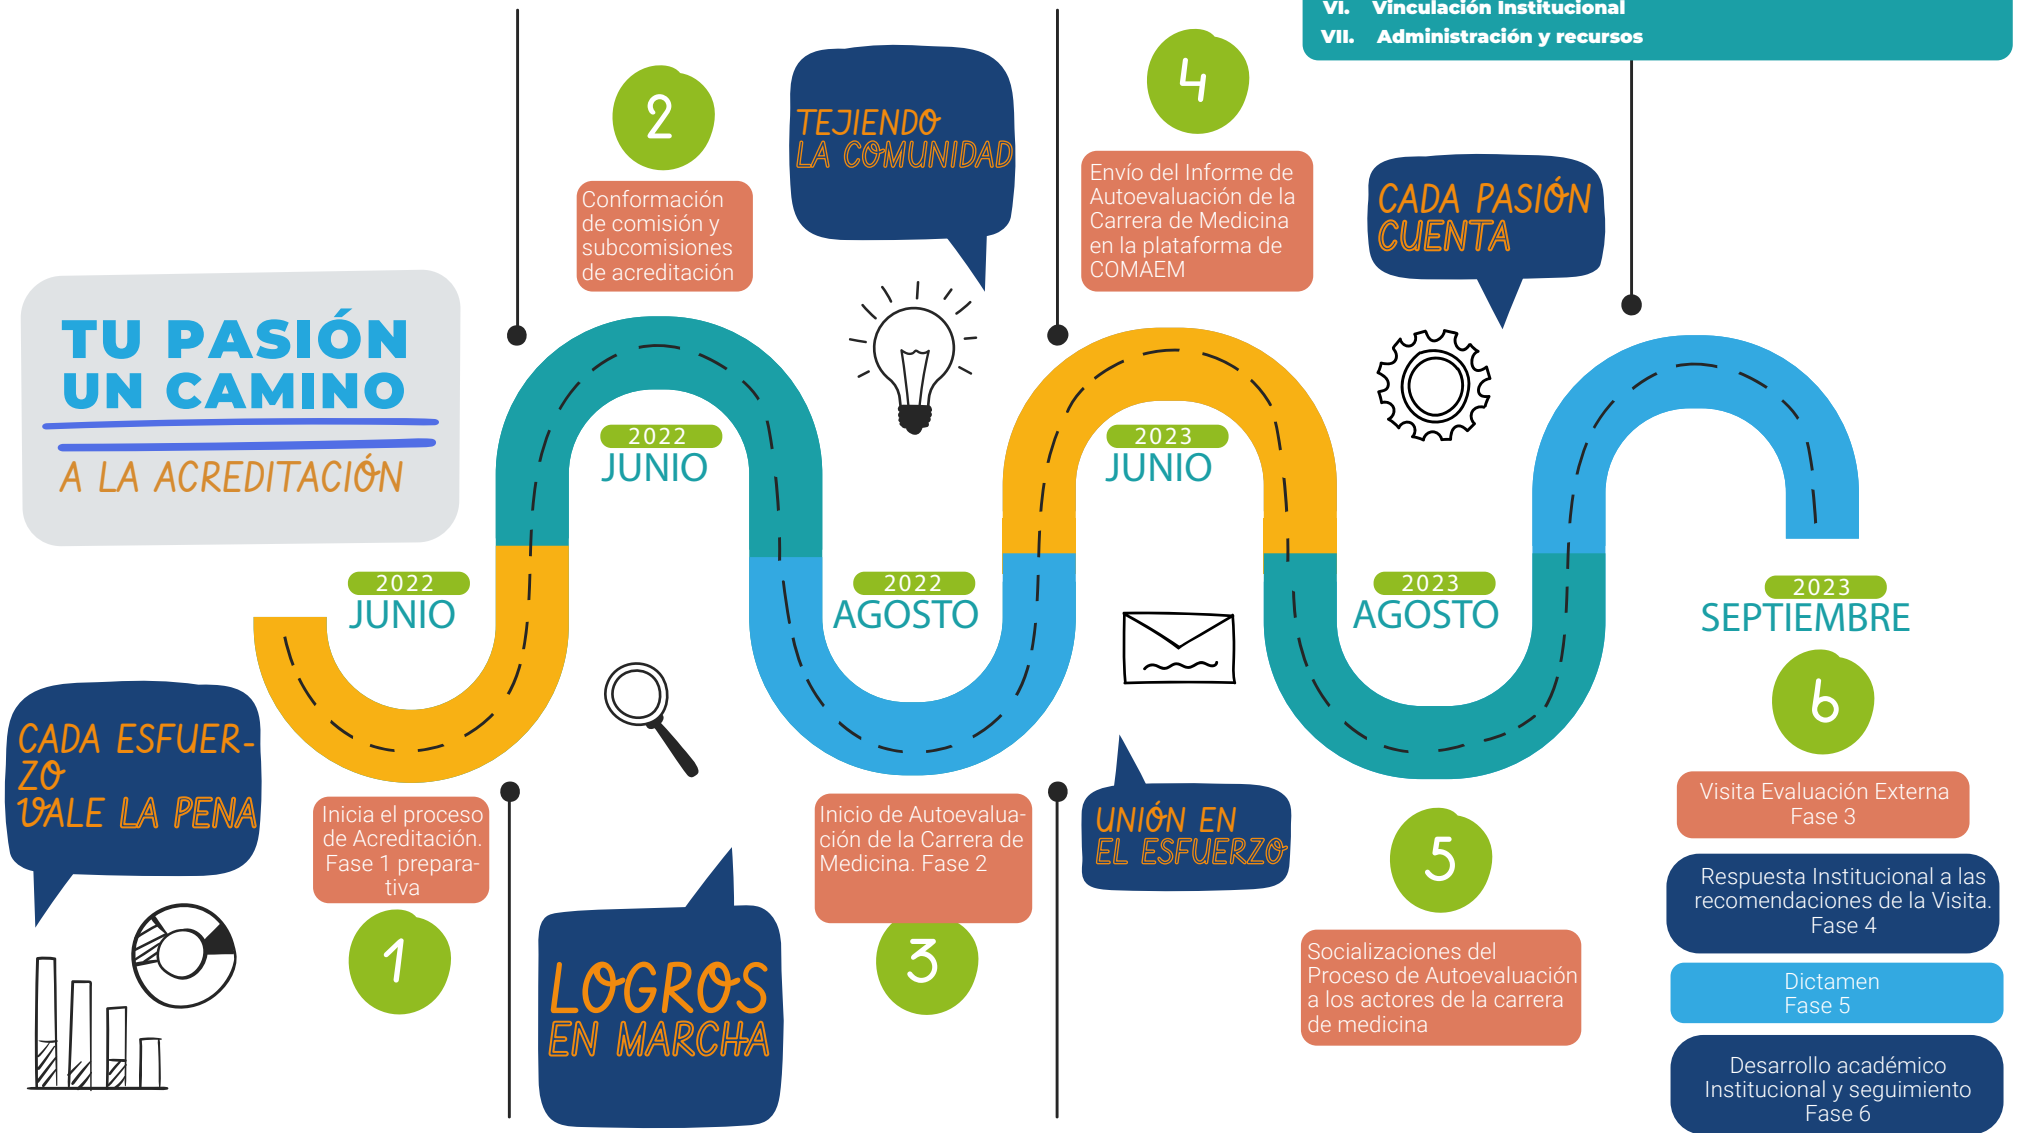 VI. Vinculación Institucional
VII. Administración y recursos
TU PASIÓN
UN CAMINO
A LA ACREDITACIÓN
CADA ESFUER-
ZO
VALE LA PENA
2022
JUNIO
Inicia el proceso
de Acreditación.
Fase 1 prepara-
tiva
1
2
Conformación
de comisión y
subcomisiones
de acreditación
2022
JUNIO
LOGROS
EN MARCHA
TEJIENDO
LA COMUNIDAD
2022
AGOSTO
Inicio de Autoevalua-
ción de la Carrera de
Medicina. Fase 2
3
4
Envío del Informe de
Autoevaluación de la
Carrera de Medicina
en la plataforma de
COMAEM
2023
JUNIO
UNIÓN EN
EL ESFUERZO
CADA PASIÓN
CUENTA
2023
AGOSTO
5
Socializaciones del
Proceso de Autoevaluación
a los actores de la carrera
de medicina
2023
SEPTIEMBRE
6
Visita Evaluación Externa
Fase 3
Respuesta Institucional a las
recomendaciones de la Visita.
Fase 4
Dictamen
Fase 5
Desarrollo académico
Institucional y seguimiento
Fase 6